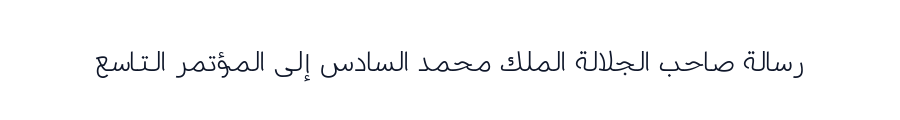 رسالة صاحب الجلالة الملك محمد السادس إلى المؤتمر التاسع